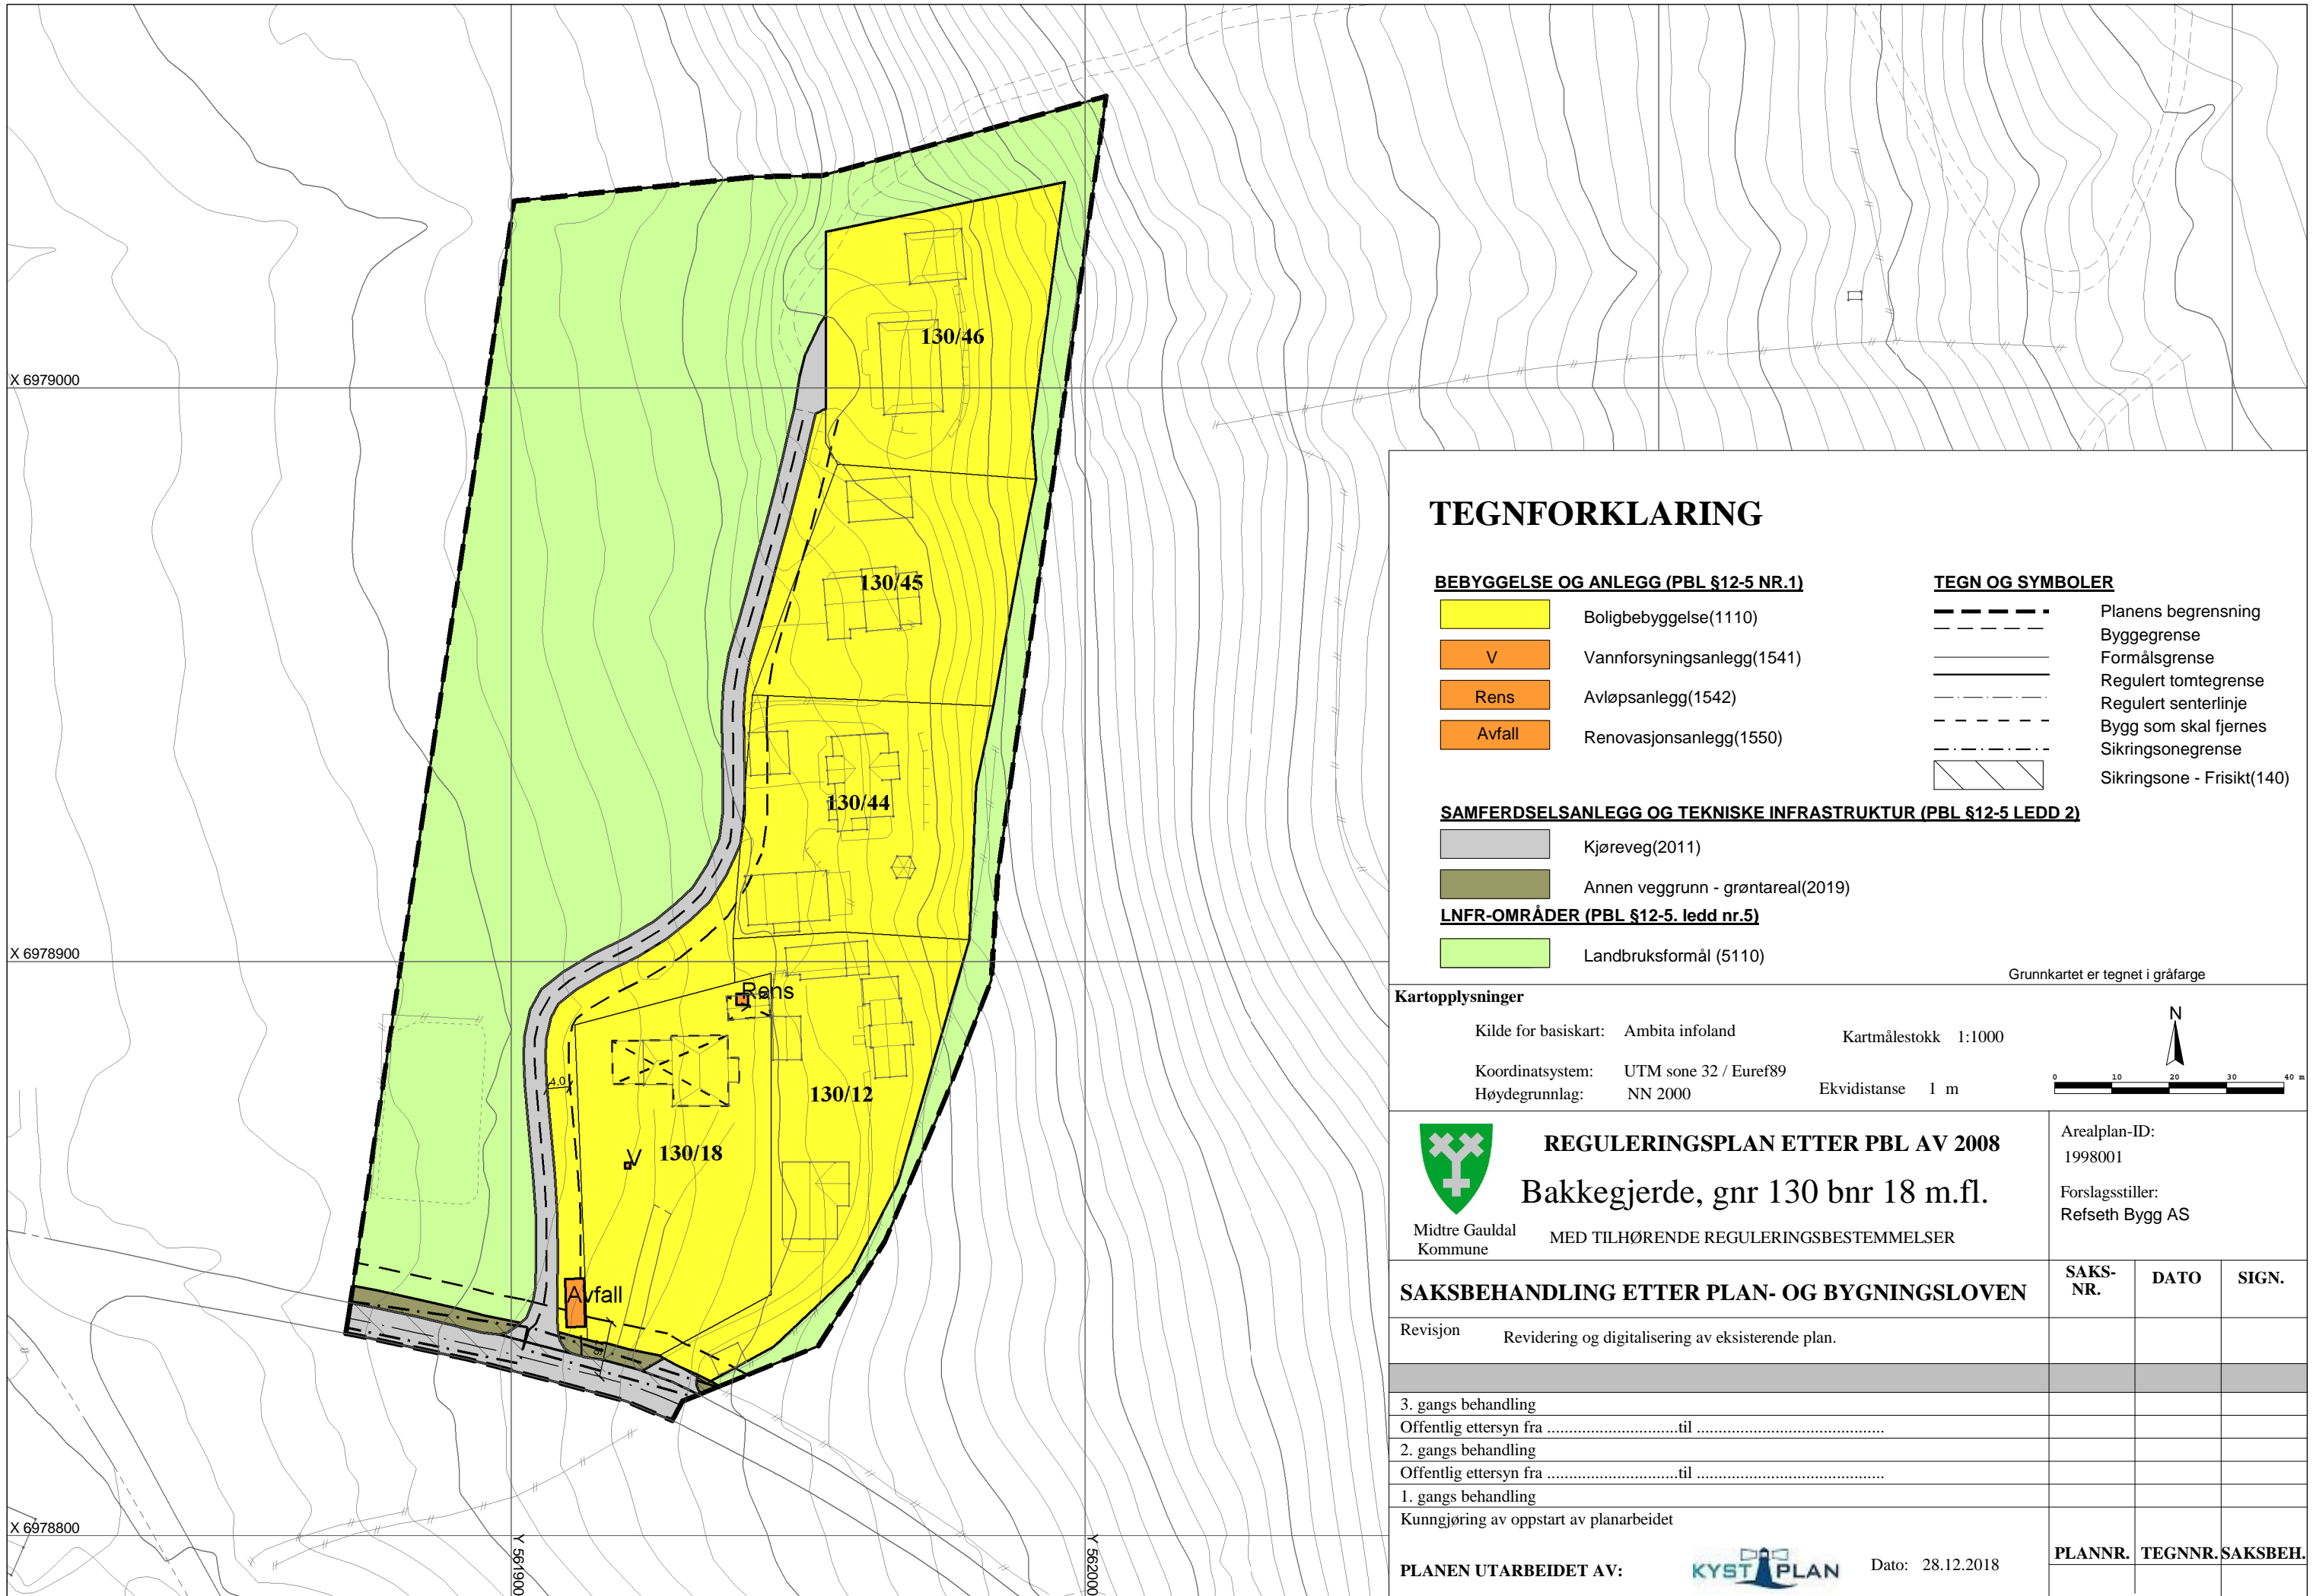 130/46
X 6979000
130/45
130/44
X 6978900
Rens
4.0
130/12
V
130/18
Avfall
X 6978800
Y 561900
Y 562000
TEGNFORKLARING
BEBYGGELSE OG ANLEGG (PBL §12-5 NR.1)
Boligbebyggelse(1110)
V Vannforsyningsanlegg(1541)
Rens Avløpsanlegg(1542)
Avfall Renovasjonsanlegg(1550)
TEGN OG SYMBOLER
Planens begrensning
Byggegrense
Formålsgrense
Regulert tomtegrense
Regulert senterlinje
Bygg som skal fjernes
Sikringsonegrense
Sikringsone - Frisikt(140)
SAMFERDSELSANLEGG OG TEKNISKE INFRASTRUKTUR (PBL §12-5 LEDD 2)
Kjøreveg(2011)
Annen veggrunn - grøntareal(2019)
LNFR-OMRÅDER (PBL §12-5. ledd nr.5)
Landbruksformål (5110)
Grunnkartet er tegnet i gråfarge
Kartopplysninger
Kilde for basiskart: Ambita infoland
Kartmålestokk 1:1000
Koordinatsystem: UTM sone 32 / Euref89
Høydegrunnlag: NN 2000
Ekvidistanse 1 m
N
0 10 20 30 40 m
Midtre Gauldal
Kommune
REGULERINGSPLAN ETTER PBL AV 2008
Bakkegjerde, gnr 130 bnr 18 m.fl.
MED TILHØRENDE REGULERINGSBESTEMMELSER
Arealplan-ID:
1998001
Forslagsstiller:
Refseth Bygg AS
SAKSBEHANDLING ETTER PLAN- OG BYGNINGSLOVEN
SAKS-
NR.
DATO
SIGN.
Revisjon Revidering og digitalisering av eksisterende plan.
3. gangs behandling
Offentlig ettersyn fra ..............................til ...........................................
2. gangs behandling
Offentlig ettersyn fra ..............................til ...........................................
1. gangs behandling
Kunngjøring av oppstart av planarbeidet
PLANEN UTARBEIDET AV:
KYST PLAN
Dato: 28.12.2018
PLANNR.
TEGNNR.
SAKSBEH.